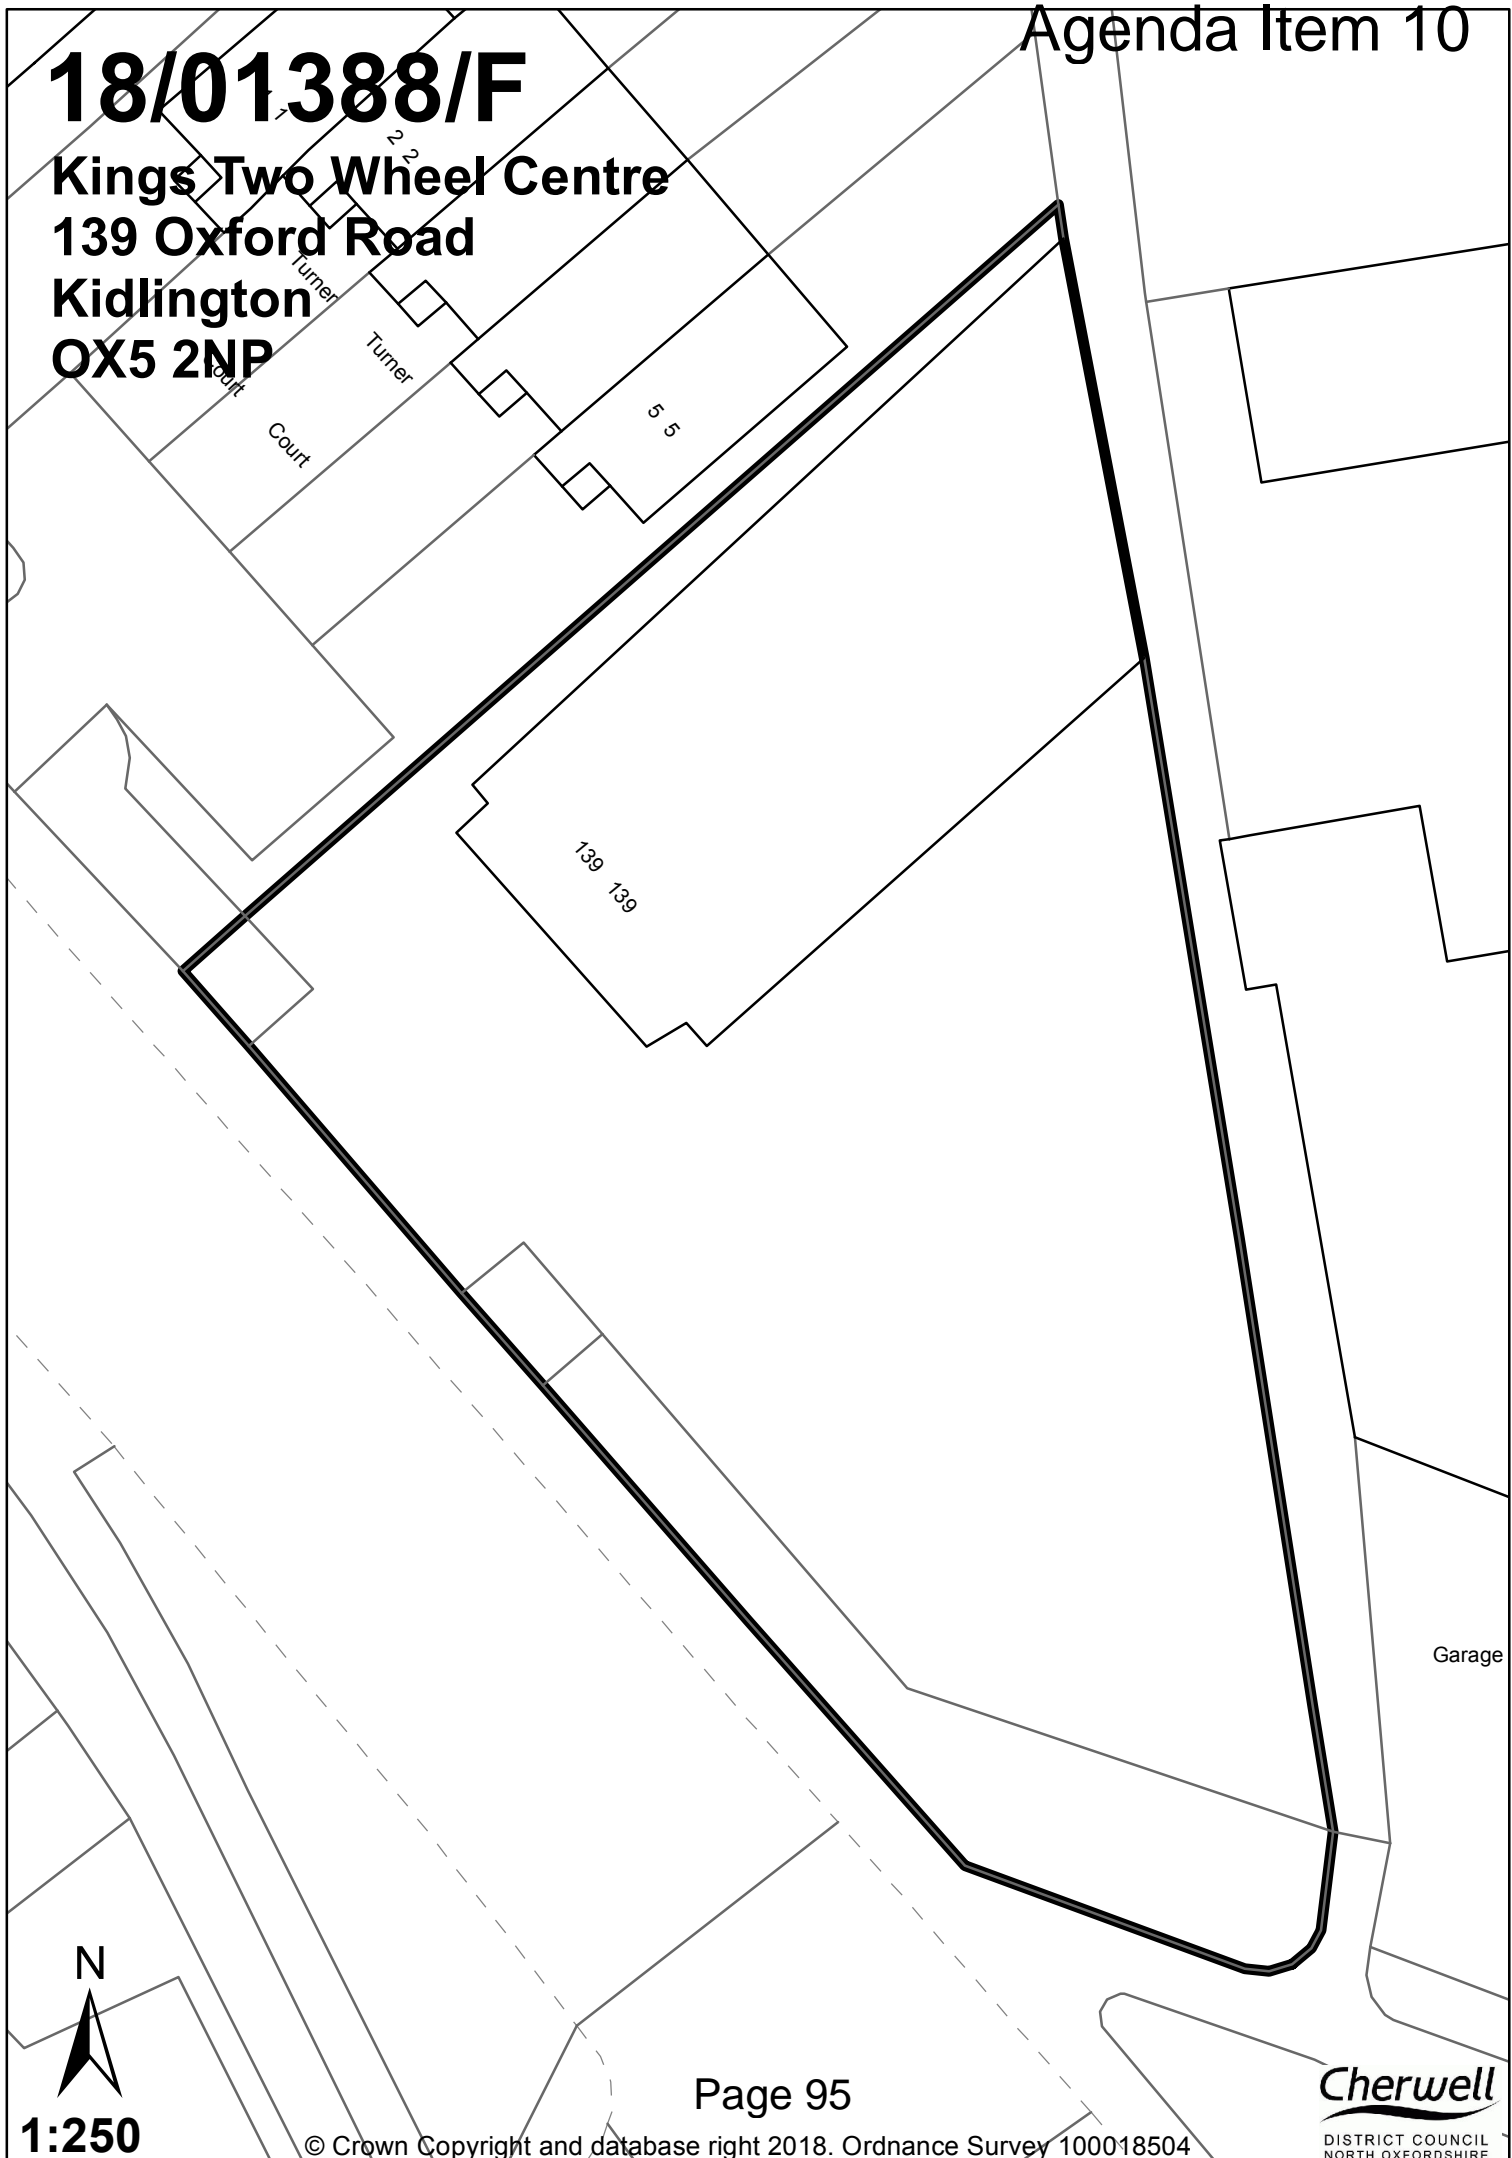 Agenda Item 10
18/01388/F
Kings Two Wheel Centre
139 Oxford Road
Kidlington
OX5 2NP
1
2 2
Turner
Turner
Court
Court
5 5
139 139
Garage
N
1:250
Page 95
© Crown Copyright and database right 2018. Ordnance Survey 100018504
Cherwell
DISTRICT COUNCIL
NORTH OXFORDSHIRE